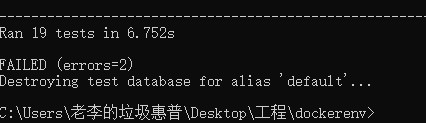 ----------------------------------------------------------------------
Ran 19 tests in 6.752s
FAILED (errors=2)
Destroying test database for alias 'default'...
C:\Users\老李的垃圾惠普\Desktop\工程\dockerenv>